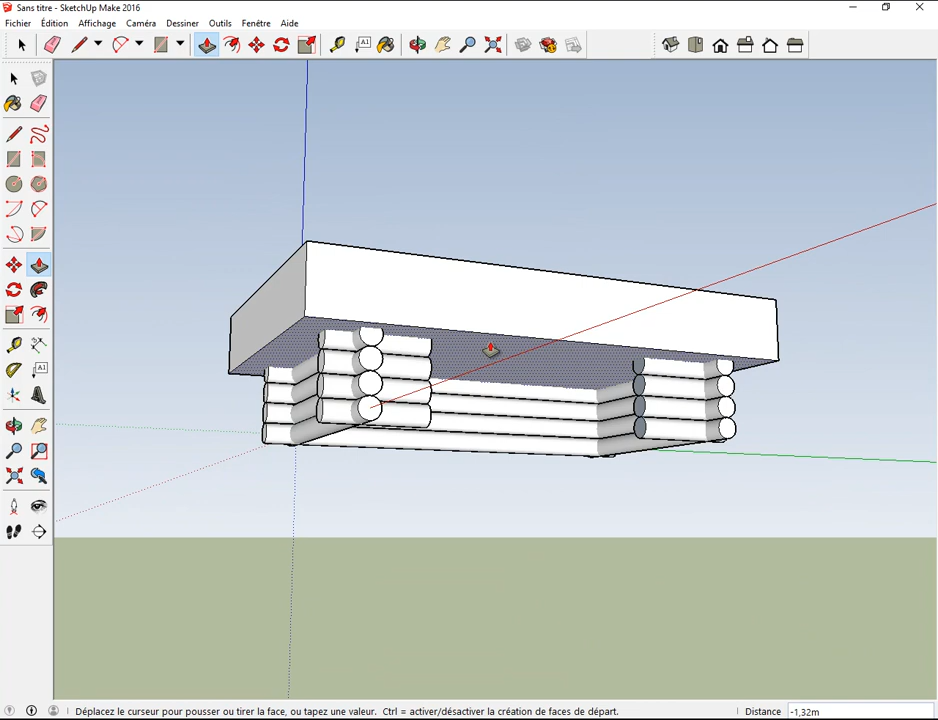 Sans titre - SketchUp Make 2016
Fichier Édition Affichage Caméra Dessiner Outils Fenêtre Aide
A1
A1
Déplacez le curseur pour pousser ou tirer la face, ou tapez une valeur. Ctrl = activer/désactiver la création de faces de départ. Distance -1,32m